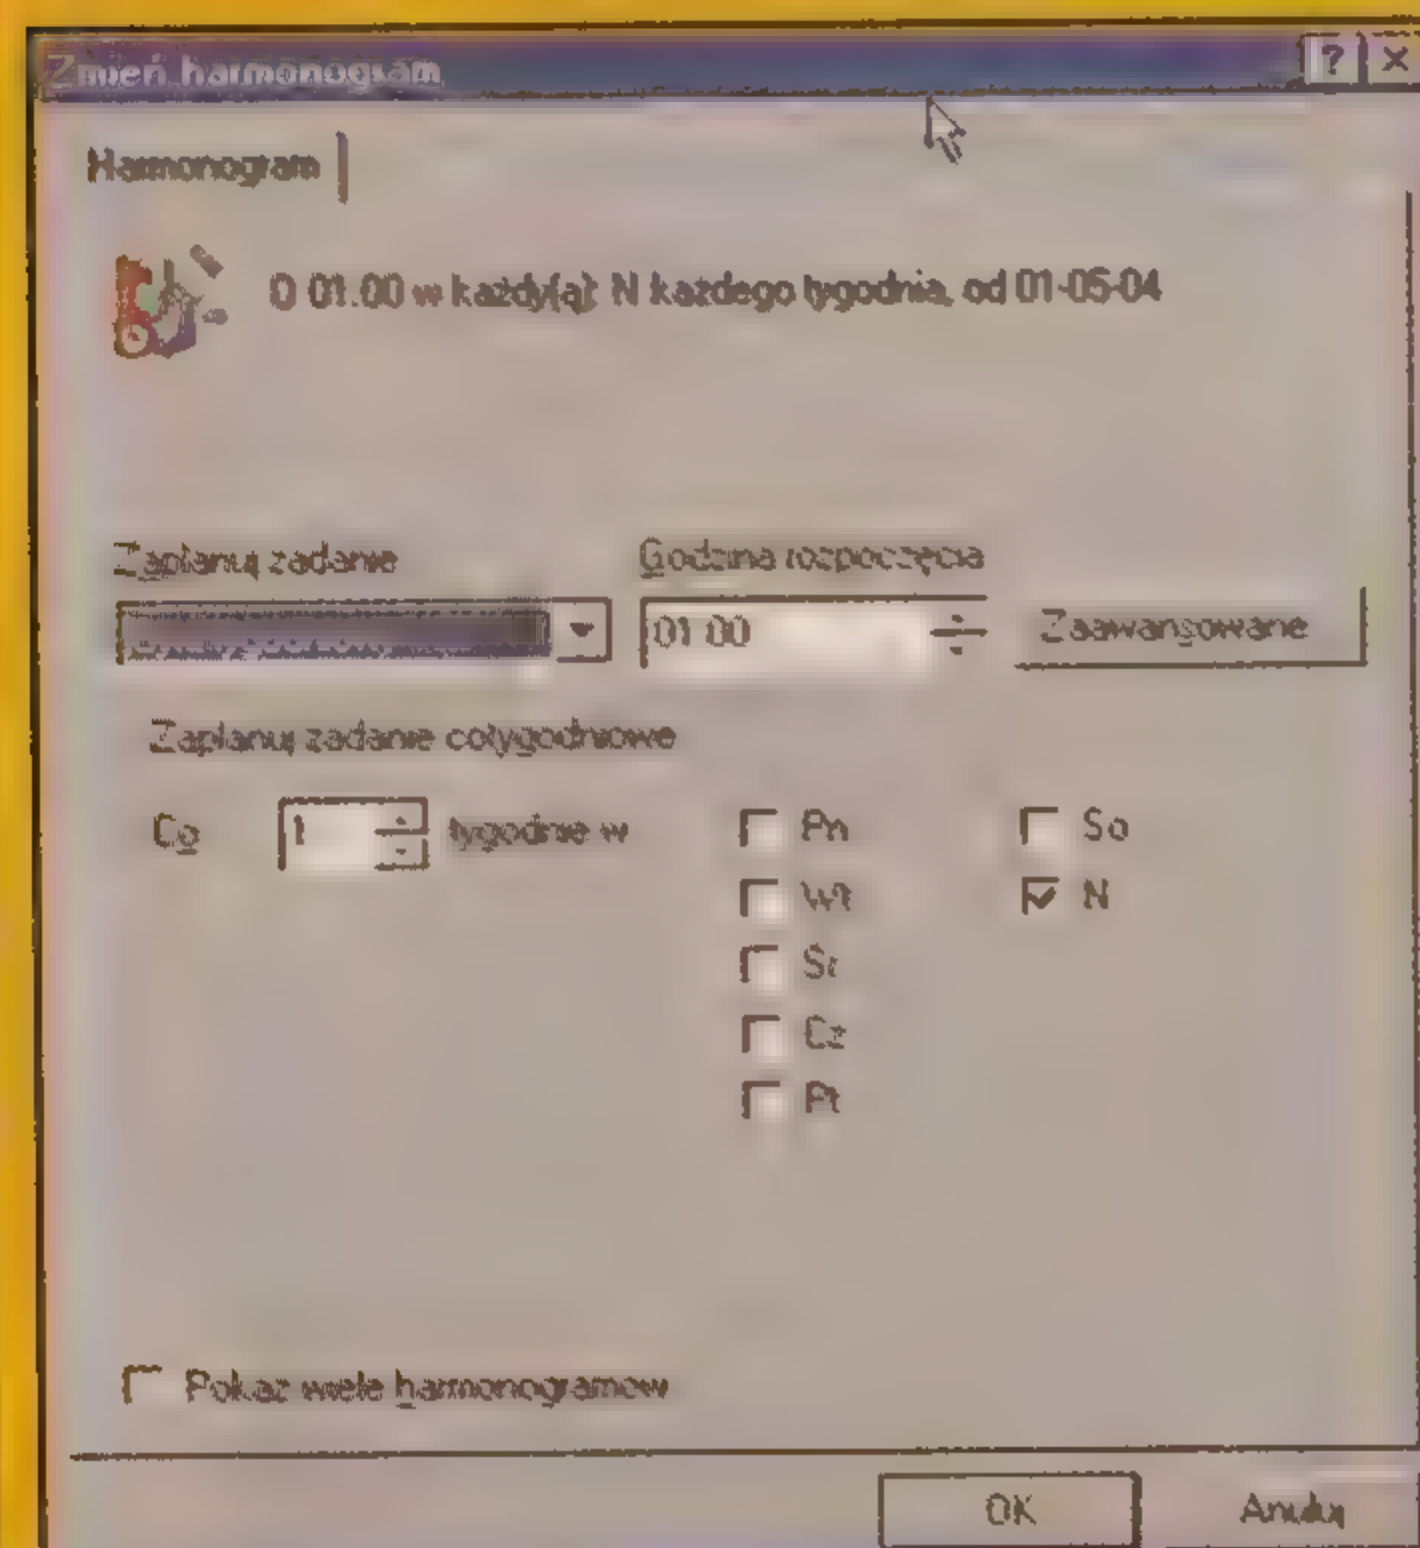 Zmień harmonogram
?
×
Harmonogram
O 01.00 w każdy(ą): N każdego tygodnia, od 01-05-04
Zaplanuj zadanie
Godzina rozpoczęcia
01:00
Zaawansowane
Zaplanuj zadanie cotygodniowe
Co 1 tygodnie w
Pn
So
Wt
N
Śr
Cz
Pt
Pokaż wiele harmonogramów
OK
Anuluj